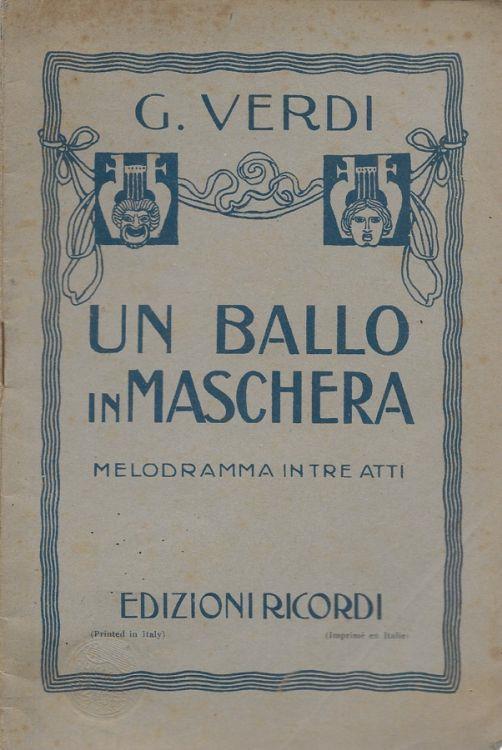 G. VERDI
UN BALLO
IN MASCHERA
MELODRAMMA IN TRE ATTI
EDIZIONI RICORDI
(Printed in Italy) (Imprimé en Italie)